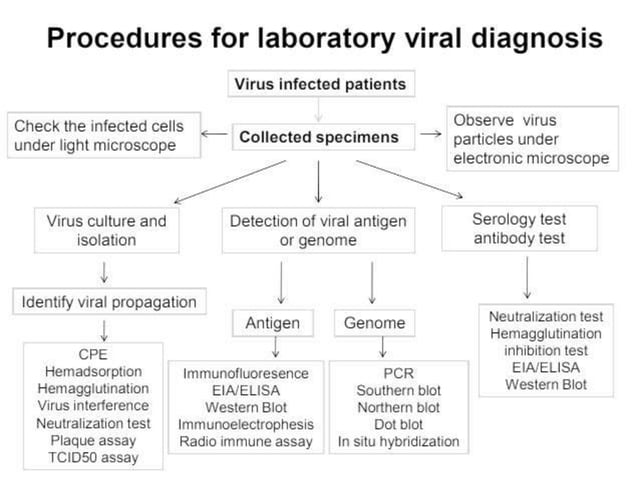 Procedures for laboratory viral diagnosis
Virus infected patients
Check the infected cells
under light microscope
Collected specimens
Observe virus
particles under
electronic microscope
Virus culture and
isolation
Detection of viral antigen
or genome
Serology test
antibody test
Identify viral propagation
Antigen
Genome
CPE
Hemadsorption
Hemagglutination
Virus interference
Neutralization test
Plaque assay
TCID50 assay
Immunofluoresence
EIA/ELISA
Western Blot
Immunoelectrophesis
Radio immune assay
PCR
Southern blot
Northern blot
Dot blot
In situ hybridization
Neutralization test
Hemagglutination
inhibition test
EIA/ELISA
Western Blot